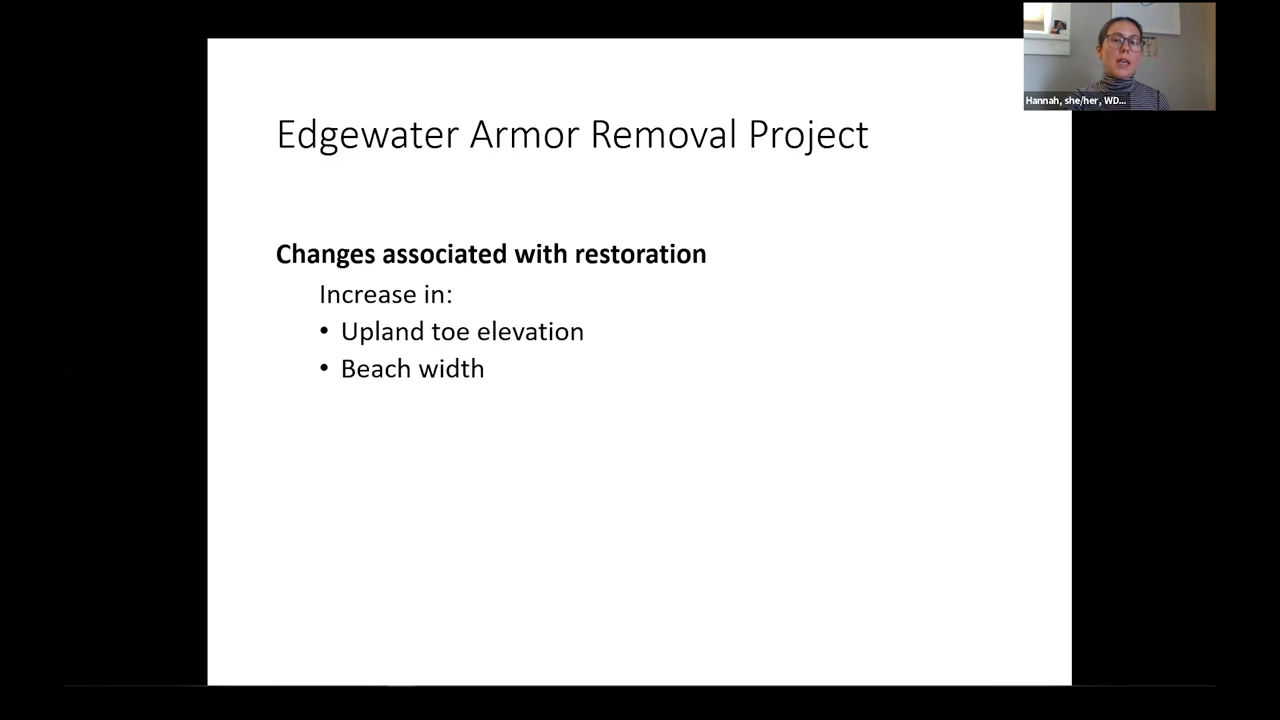 Edgewater Armor Removal Project
Changes associated with restoration
Increase in:
• Upland toe elevation
• Beach width
Hannah, she/her, WD...